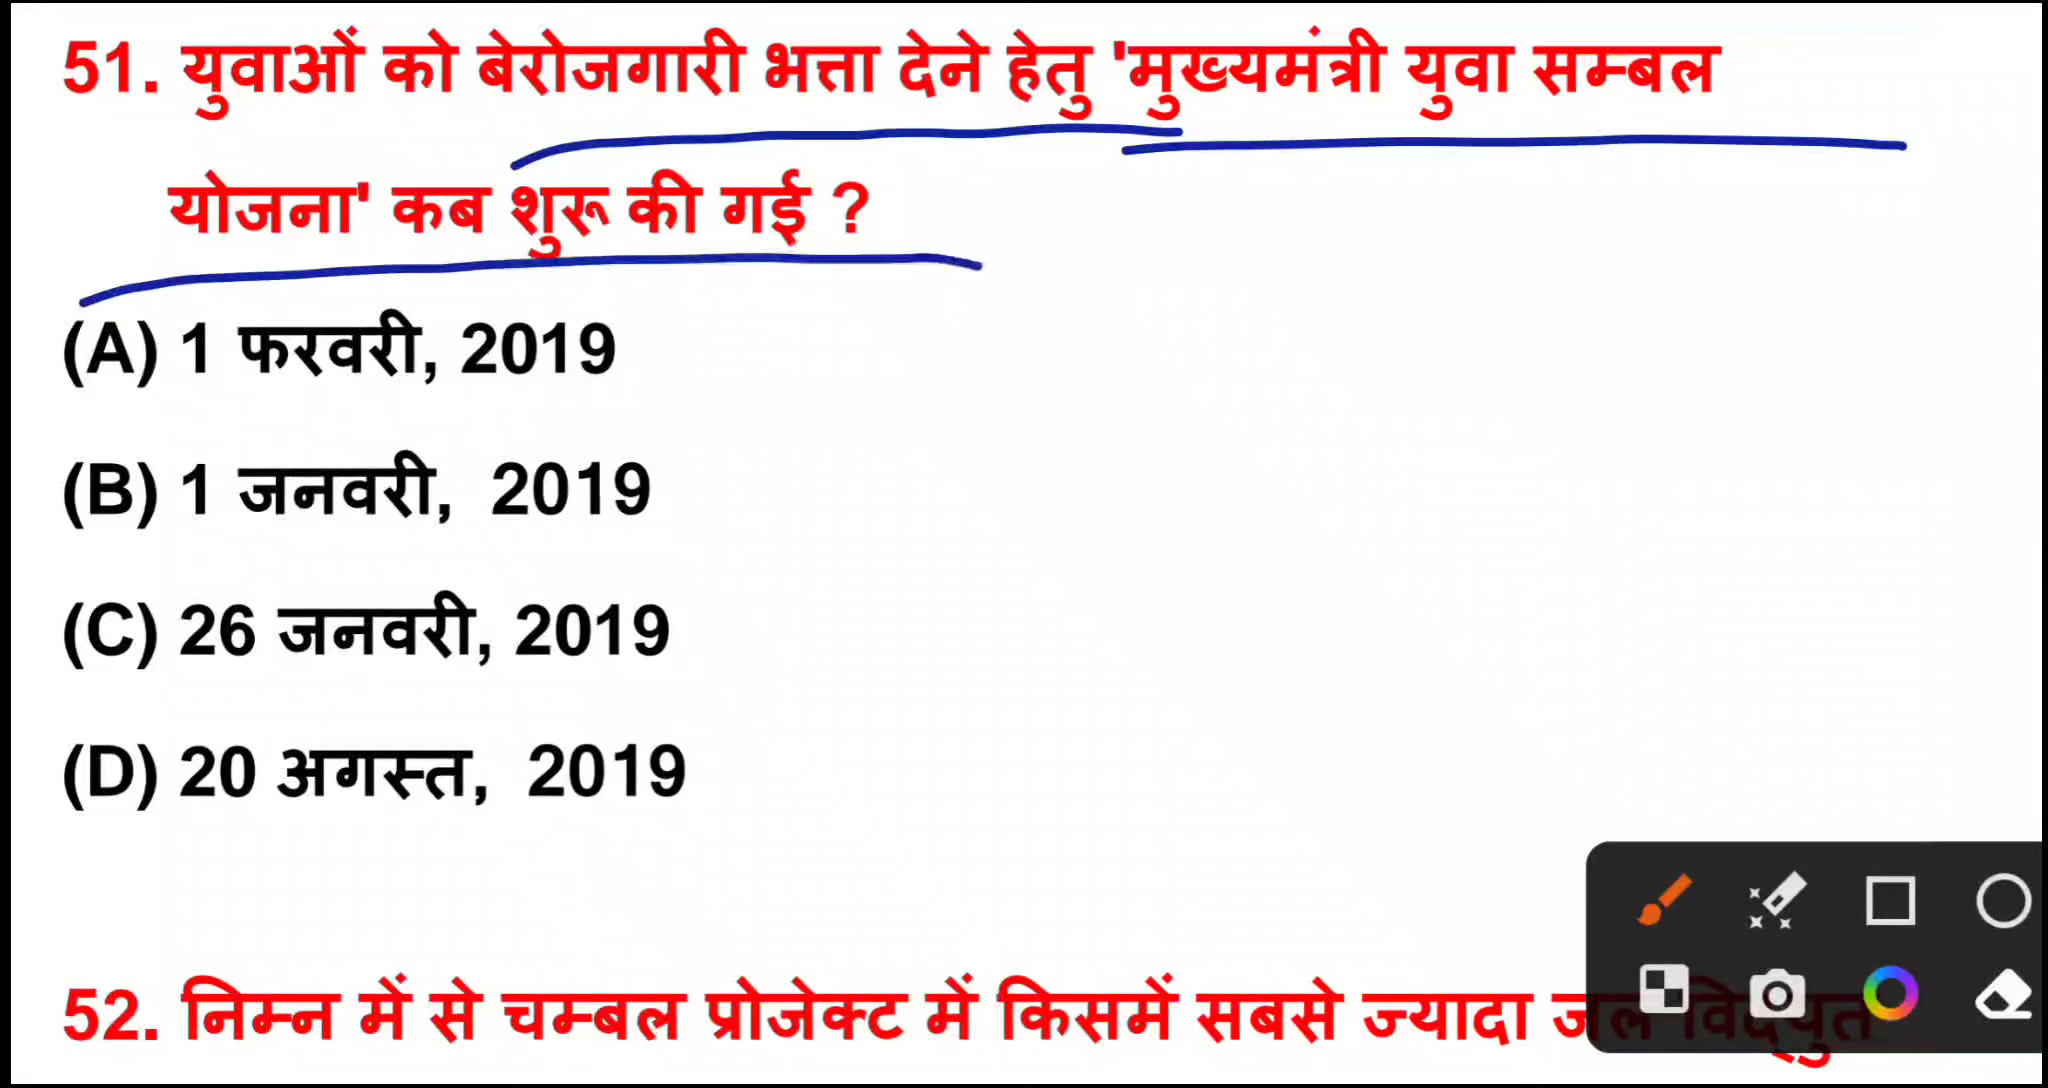 51. युवाओं को बेरोजगारी भत्ता देने हेतु 'मुख्यमंत्री युवा सम्बल
योजना' कब शुरू की गई ?
(A) 1 फरवरी, 2019
(B) 1 जनवरी, 2019
(C) 26 जनवरी, 2019
(D) 20 अगस्त, 2019
52. निम्न में से चम्बल प्रोजेक्ट में किसमें सबसे ज्यादा जल विद्युत